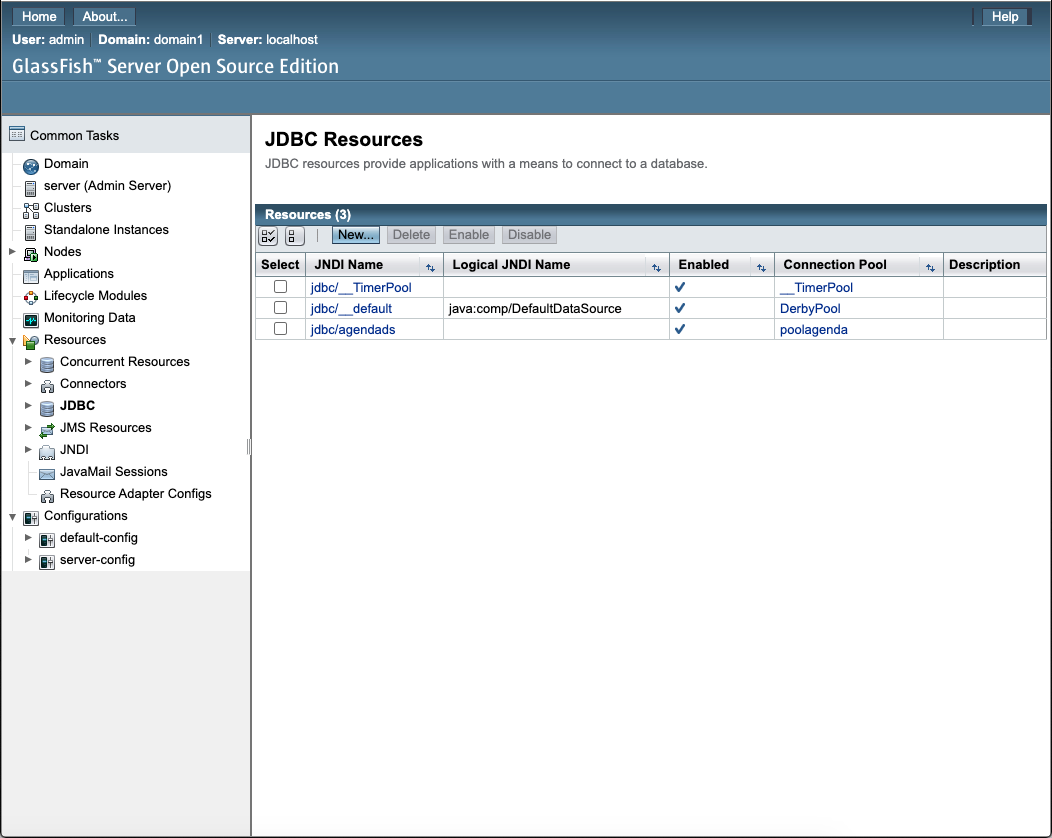 Home About... Help
User: admin Domain: domain1 Server: localhost
GlassFish™ Server Open Source Edition
Common Tasks
Domain
server (Admin Server)
Clusters
Standalone Instances
Nodes
Applications
Lifecycle Modules
Monitoring Data
Resources
Concurrent Resources
Connectors
JDBC
JMS Resources
JNDI
JavaMail Sessions
Resource Adapter Configs
Configurations
default-config
server-config
JDBC Resources
JDBC resources provide applications with a means to connect to a database.
Resources (3)
New... Delete Enable Disable
Select JNDI Name Logical JNDI Name Enabled Connection Pool Description
jdbc/__TimerPool __TimerPool
jdbc/__default java:comp/DefaultDataSource DerbyPool
jdbc/agendads poolagenda